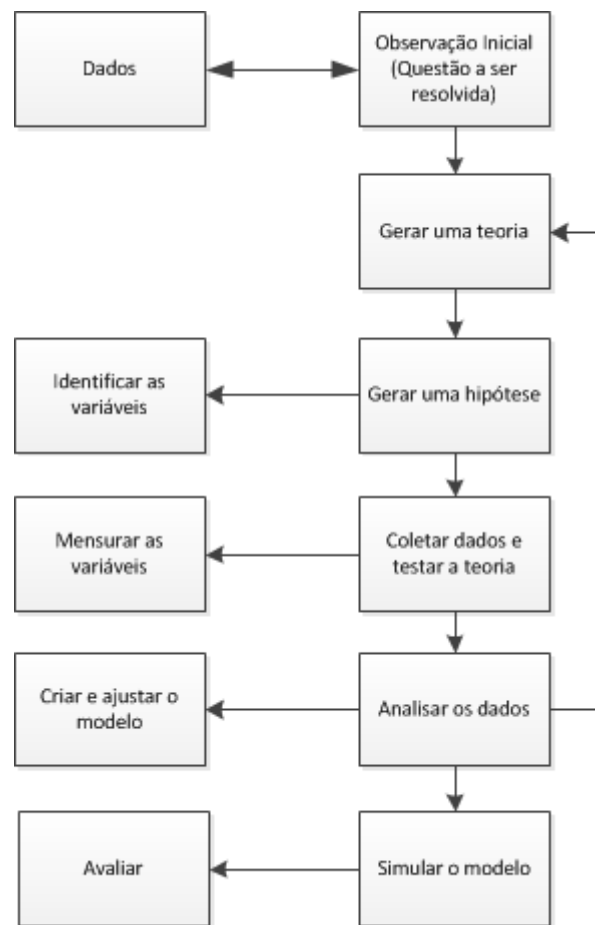 Dados
Observação Inicial
(Questão a ser
resolvida)
Gerar uma teoria
Identificar as
variáveis
Gerar uma hipótese
Mensurar as
variáveis
Coletar dados e
testar a teoria
Criar e ajustar o
modelo
Analisar os dados
Avaliar
Simular o modelo